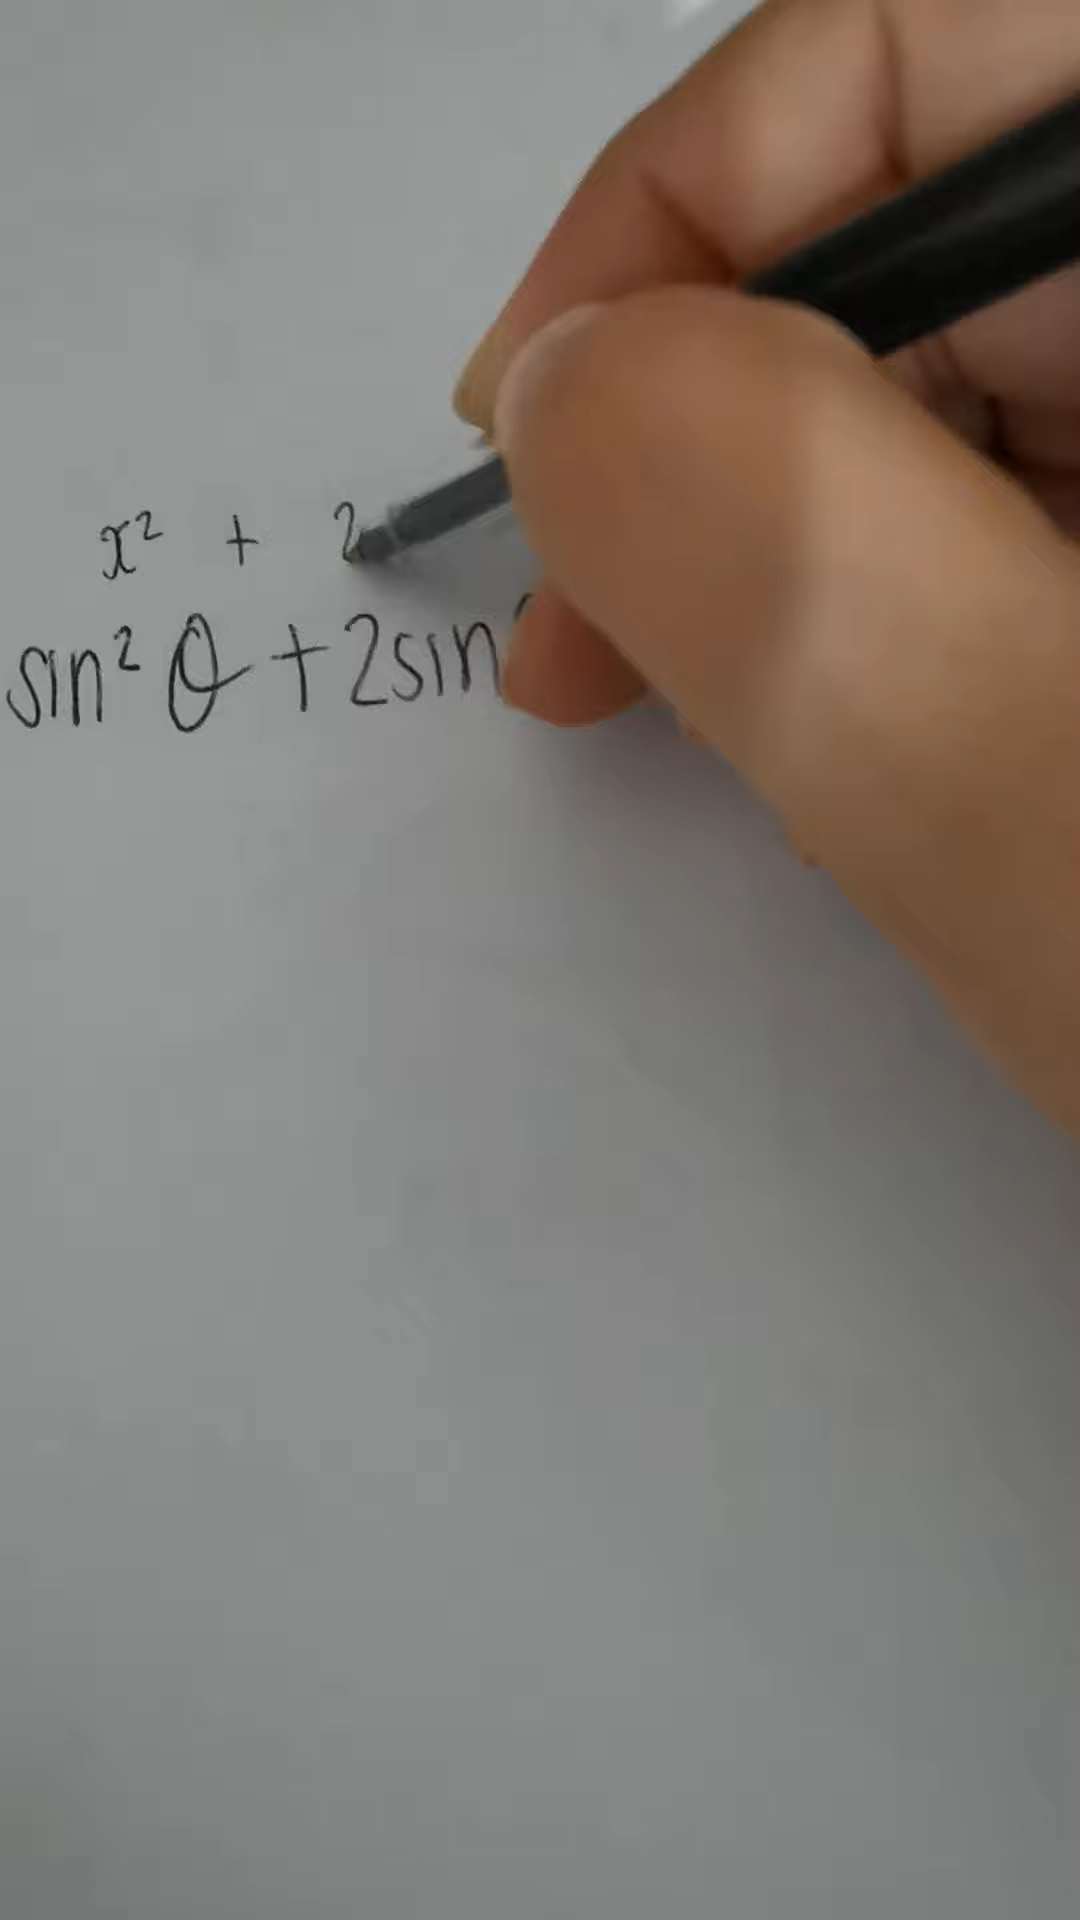 x² + 2
sin² θ + 2sin